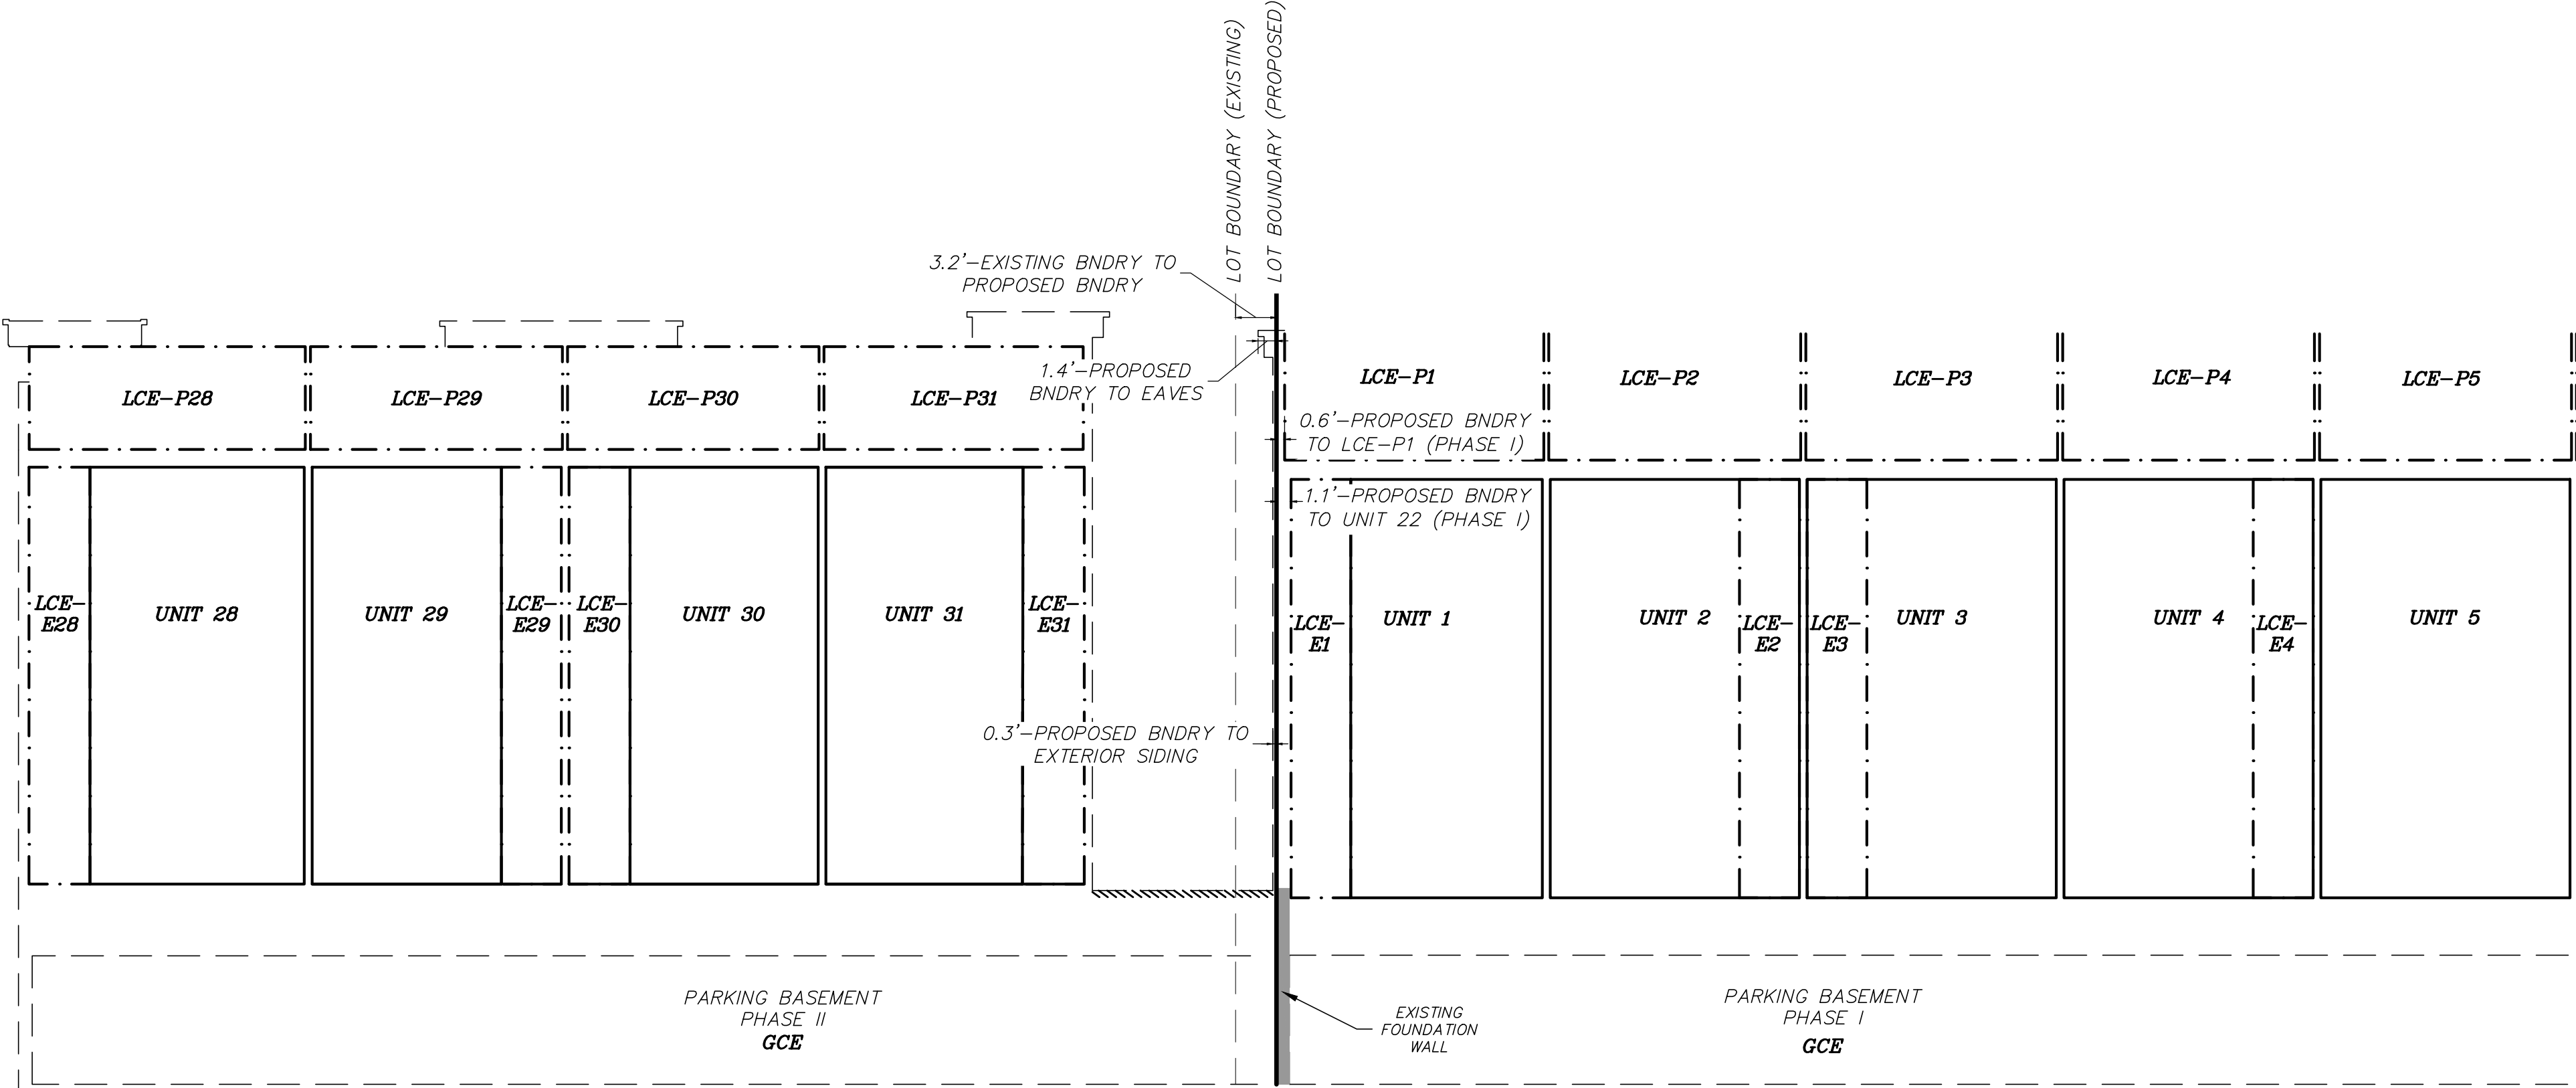 LOT BOUNDARY (EXISTING)
LOT BOUNDARY (PROPOSED)
3.2'-EXISTING BNDRY TO
PROPOSED BNDRY
1.4'-PROPOSED
BNDRY TO EAVES
LCE-P28
LCE-P29
LCE-P30
LCE-P31
LCE-P1
LCE-P2
LCE-P3
LCE-P4
LCE-P5
0.6'-PROPOSED BNDRY
TO LCE-P1 (PHASE I)
1.1'-PROPOSED BNDRY
TO UNIT 22 (PHASE I)
LCE-
E28
UNIT 28
UNIT 29
LCE-
E29
LCE-
E30
UNIT 30
UNIT 31
LCE-
E31
LCE-
E1
UNIT 1
UNIT 2
LCE-
E2
LCE-
E3
UNIT 3
UNIT 4
LCE-
E4
UNIT 5
0.3'-PROPOSED BNDRY TO
EXTERIOR SIDING
PARKING BASEMENT
PHASE II
GCE
EXISTING
FOUNDATION
WALL
PARKING BASEMENT
PHASE I
GCE